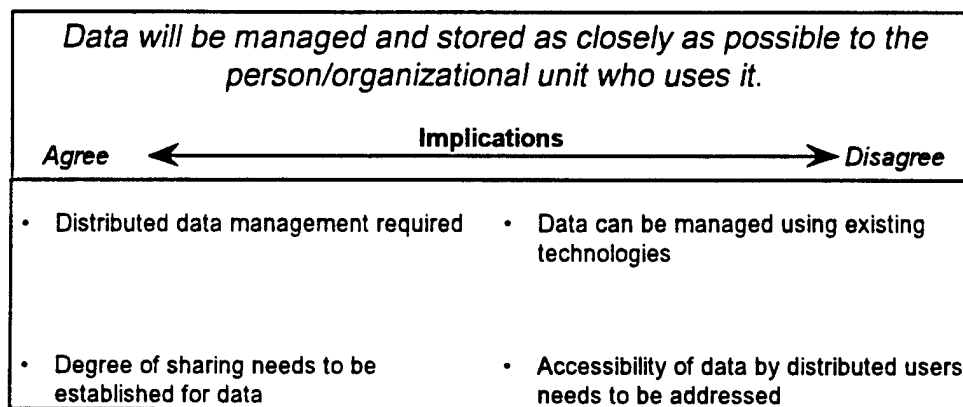 Data will be managed and stored as closely as possible to the
person/organizational unit who uses it.
Implications
Agree Disagree
• Distributed data management required
• Data can be managed using existing
technologies
• Degree of sharing needs to be
established for data
• Accessibility of data by distributed users
needs to be addressed